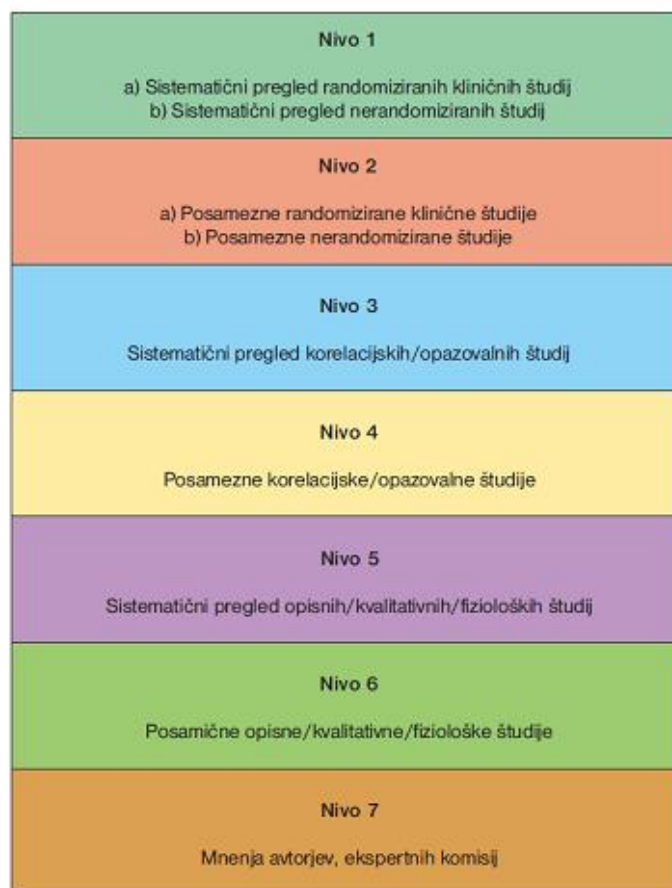 Nivo 1
a) Sistematični pregled randomiziranih kliničnih študij
b) Sistematični pregled nerandomiziranih študij
Nivo 2
a) Posamezne randomizirane klinične študije
b) Posamezne nerandomizirane študije
Nivo 3
Sistematični pregled korelacijskih/opazovalnih študij
Nivo 4
Posamezne korelacijske/opazovalne študije
Nivo 5
Sistematični pregled opisnih/kvalitativnih/fizioloških študij
Nivo 6
Posamične opisne/kvalitativne/fiziološke študije
Nivo 7
Mnenja avtorjev, ekspertnih komisij